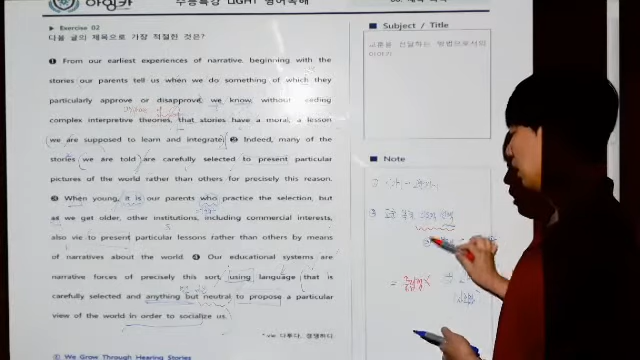 아잉카
수능특강 LIGHT 영어독해
▶ Exercise 02
다음 글의 제목으로 가장 적절한 것은?
❶ From our earliest experiences of narrative, beginning with the
stories our parents tell us when we do something of which they
particularly approve or disapprove, we know, without needing
complex interpretive theories, that stories have a moral, a lesson
we are supposed to learn and integrate. ❷ Indeed, many of the
stories we are told are carefully selected to present particular
pictures of the world rather than others for precisely this reason.
❸ When young, it is our parents who practice the selection, but
as we get older, other institutions, including commercial interests,
also vie to present particular lessons rather than others by means
of narratives about the world. ❹ Our educational systems are
narrative forces of precisely this sort, using language that is
carefully selected and anything but neutral to propose a particular
view of the world in order to socialize us.
* vie: 다투다, 경쟁하다
① We Grow Through Hearing Stories
■ Subject / Title
교훈을 전달하는 방법으로서의
이야기
■ Note